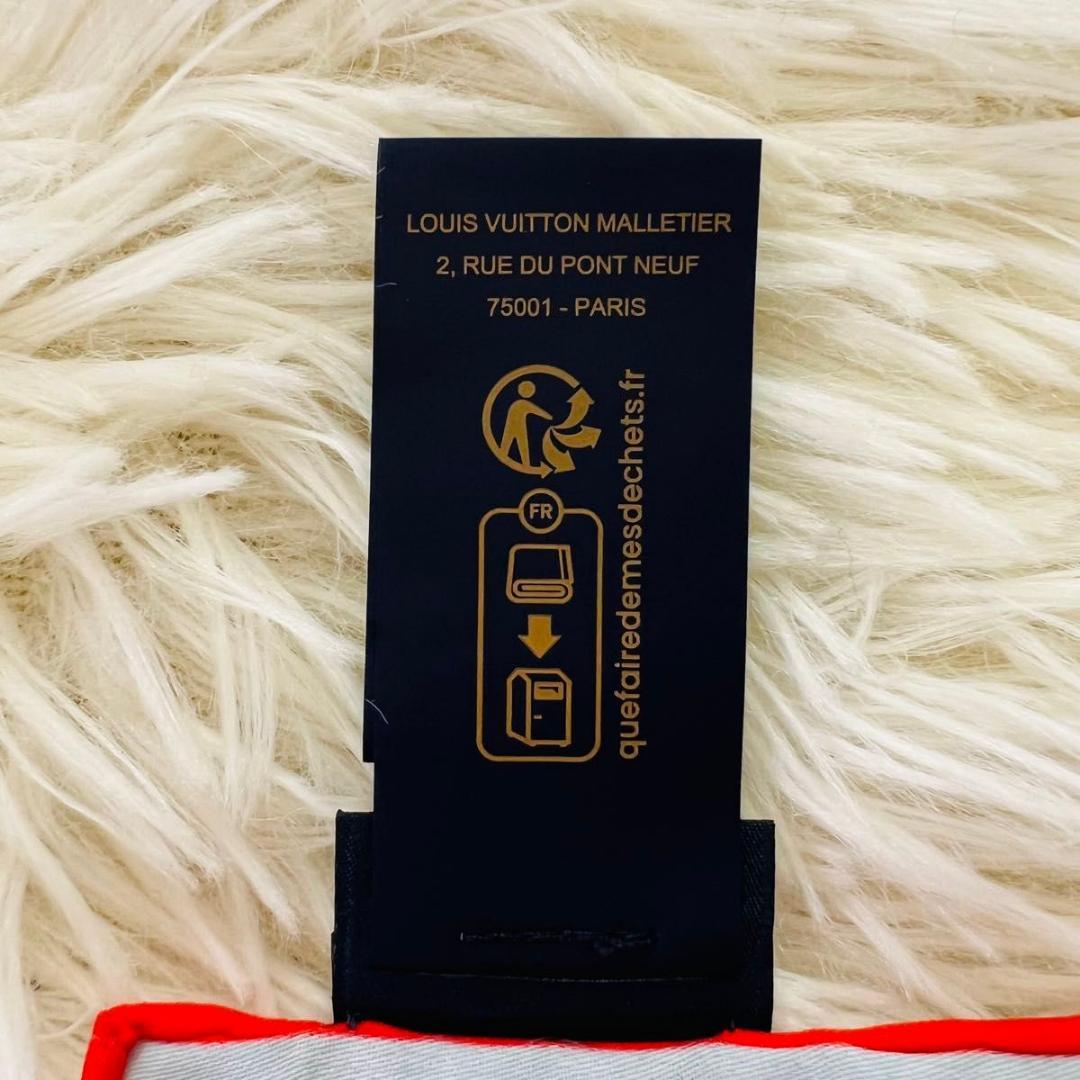 LOUIS VUITTON MALLETIER
2, RUE DU PONT NEUF
75001 - PARIS
FR
quefairedemesdechets.fr